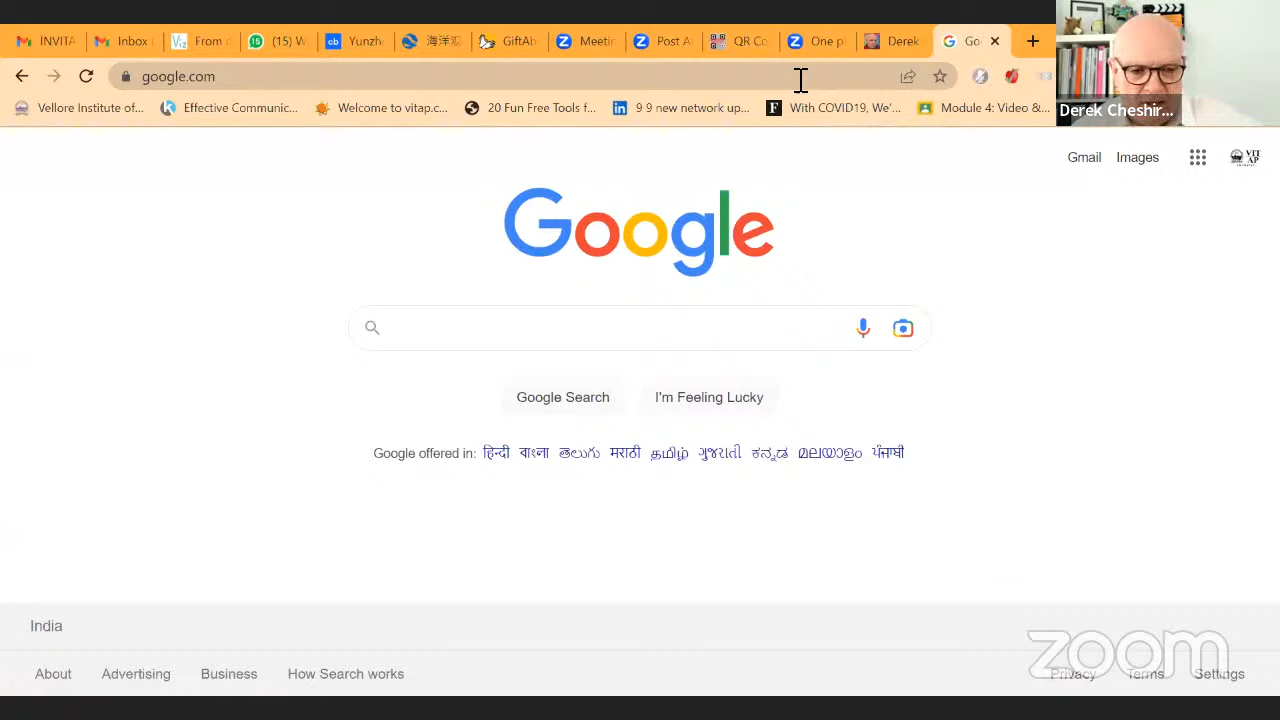 INVITA Inbox From (15) W Yunzh 海洋 GiftAb Meetin Post A QR Co One p Derek Go
google.com
Vellore Institute of... Effective Communic... Welcome to vitap.c... 20 Fun Free Tools f... 9 9 new network up... With COVID19, We'... Module 4: Video &...
Derek Cheshir...
Gmail Images VIT
AP
Google
Google Search I'm Feeling Lucky
Google offered in: हिन्दी বাংলা తెలుగు मराठी தமிழ் ગુજરાતી ಕನ್ನಡ മലയാളം ਪੰਜਾਬੀ
India
zoom
About Advertising Business How Search works Privacy Terms Settings